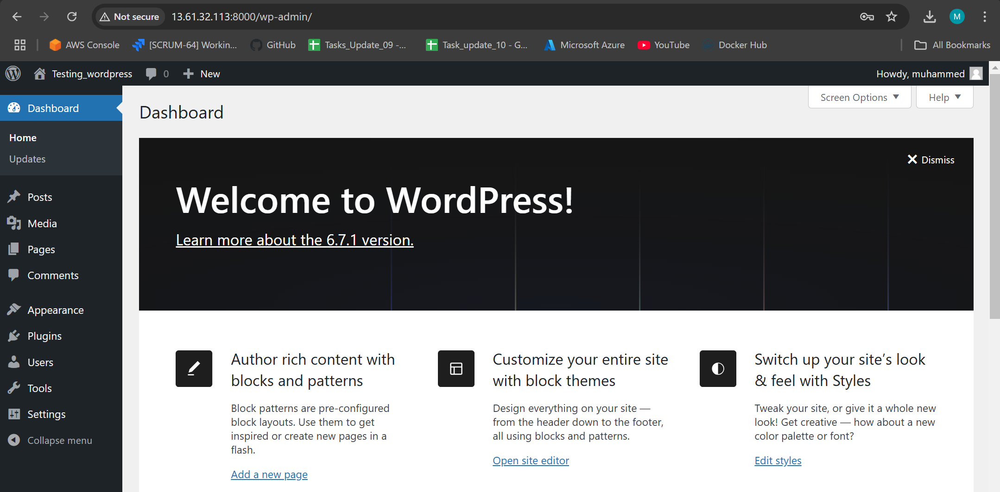 Not secure 13.61.32.113:8000/wp-admin/ M
AWS Console [SCRUM-64] Workin... GitHub Tasks_Update_09 -... Task_update_10 - G... Microsoft Azure YouTube Docker Hub All Bookmarks
Testing_wordpress 0 New Howdy, muhammed
Screen Options Help
Dashboard
Home
Updates
Posts
Media
Pages
Comments
Appearance
Plugins
Users
Tools
Settings
Collapse menu
Dashboard
Dismiss
Welcome to WordPress!
Learn more about the 6.7.1 version.
Author rich content with
blocks and patterns
Block patterns are pre-configured
block layouts. Use them to get
inspired or create new pages in a
flash.
Add a new page
Customize your entire site
with block themes
Design everything on your site —
from the header down to the footer,
all using blocks and patterns.
Open site editor
Switch up your site’s look
& feel with Styles
Tweak your site, or give it a whole new
look! Get creative — how about a new
color palette or font?
Edit styles